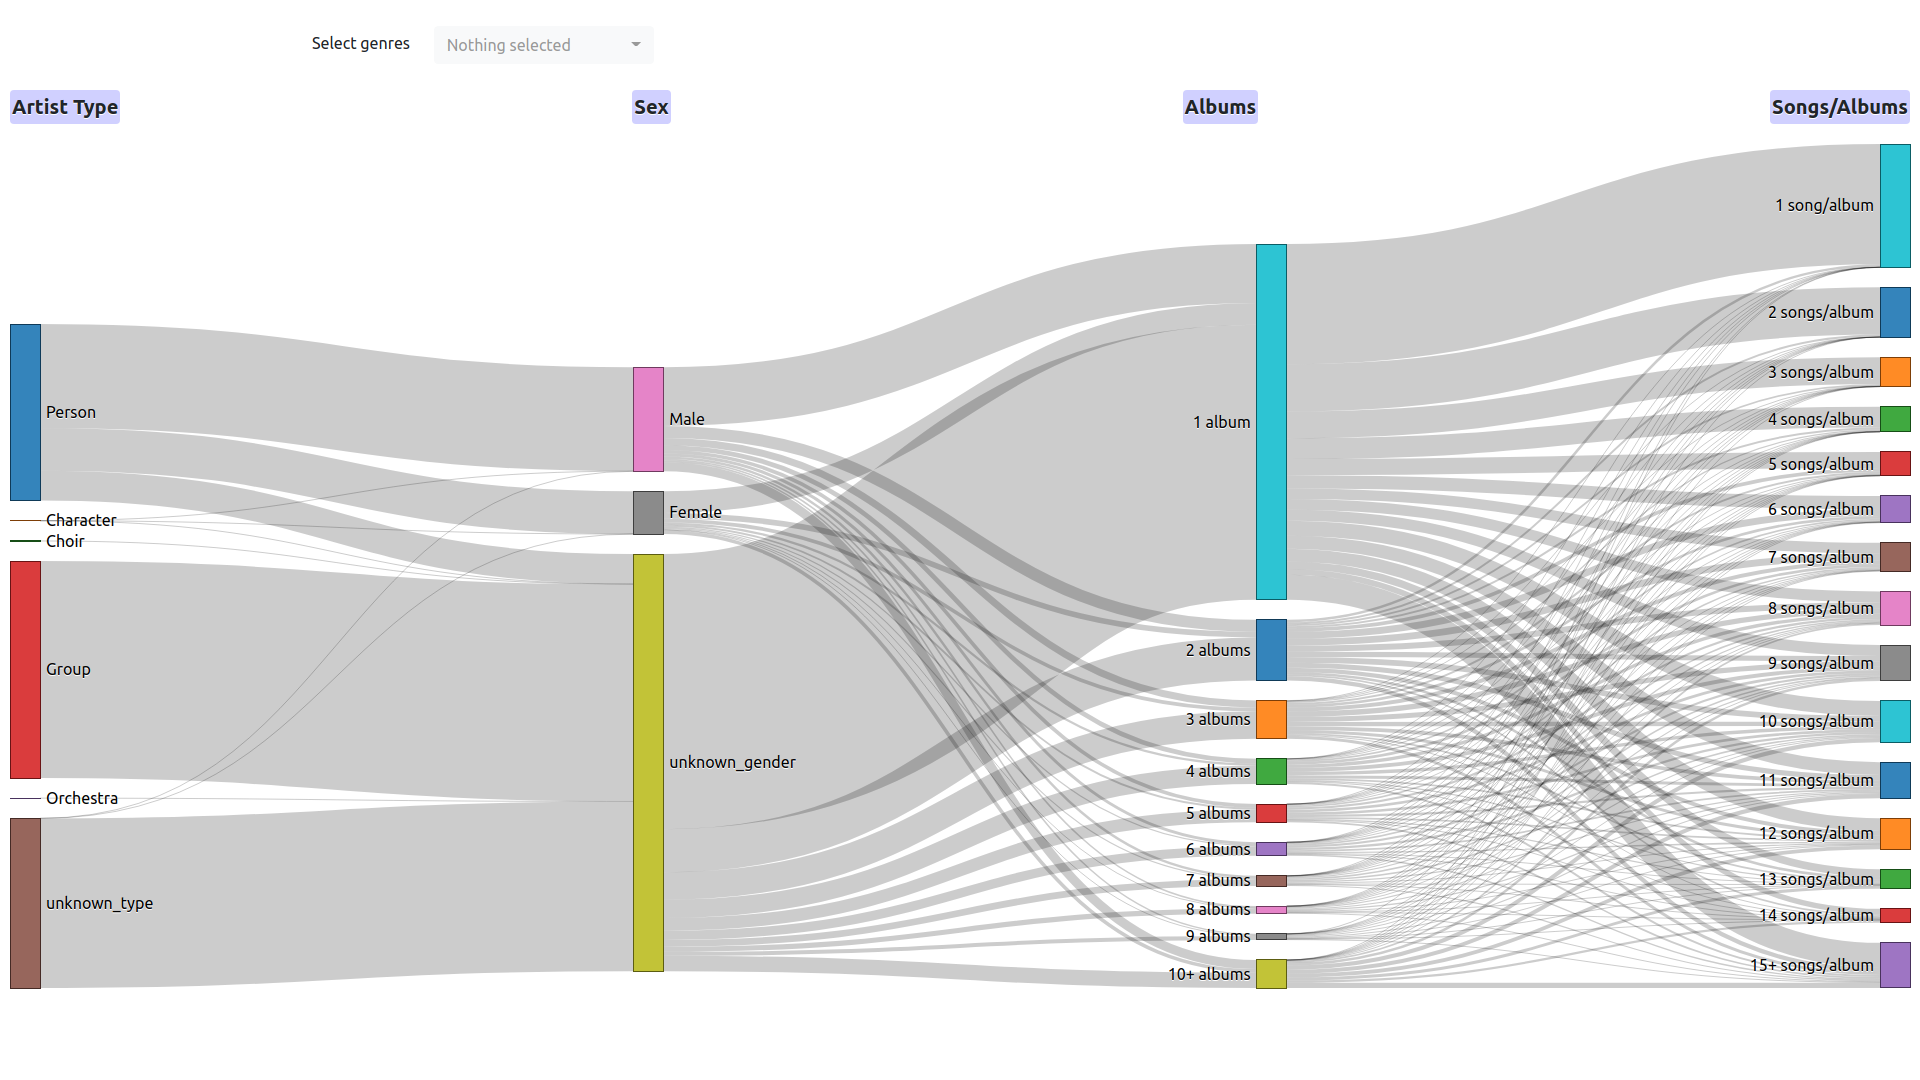 Select genres
Nothing selected
Artist Type
Sex
Albums
Songs/Albums
Person
Character
Choir
Group
Orchestra
unknown_type
Male
Female
unknown_gender
1 album
2 albums
3 albums
4 albums
5 albums
6 albums
7 albums
8 albums
9 albums
10+ albums
1 song/album
2 songs/album
3 songs/album
4 songs/album
5 songs/album
6 songs/album
7 songs/album
8 songs/album
9 songs/album
10 songs/album
11 songs/album
12 songs/album
13 songs/album
14 songs/album
15+ songs/album